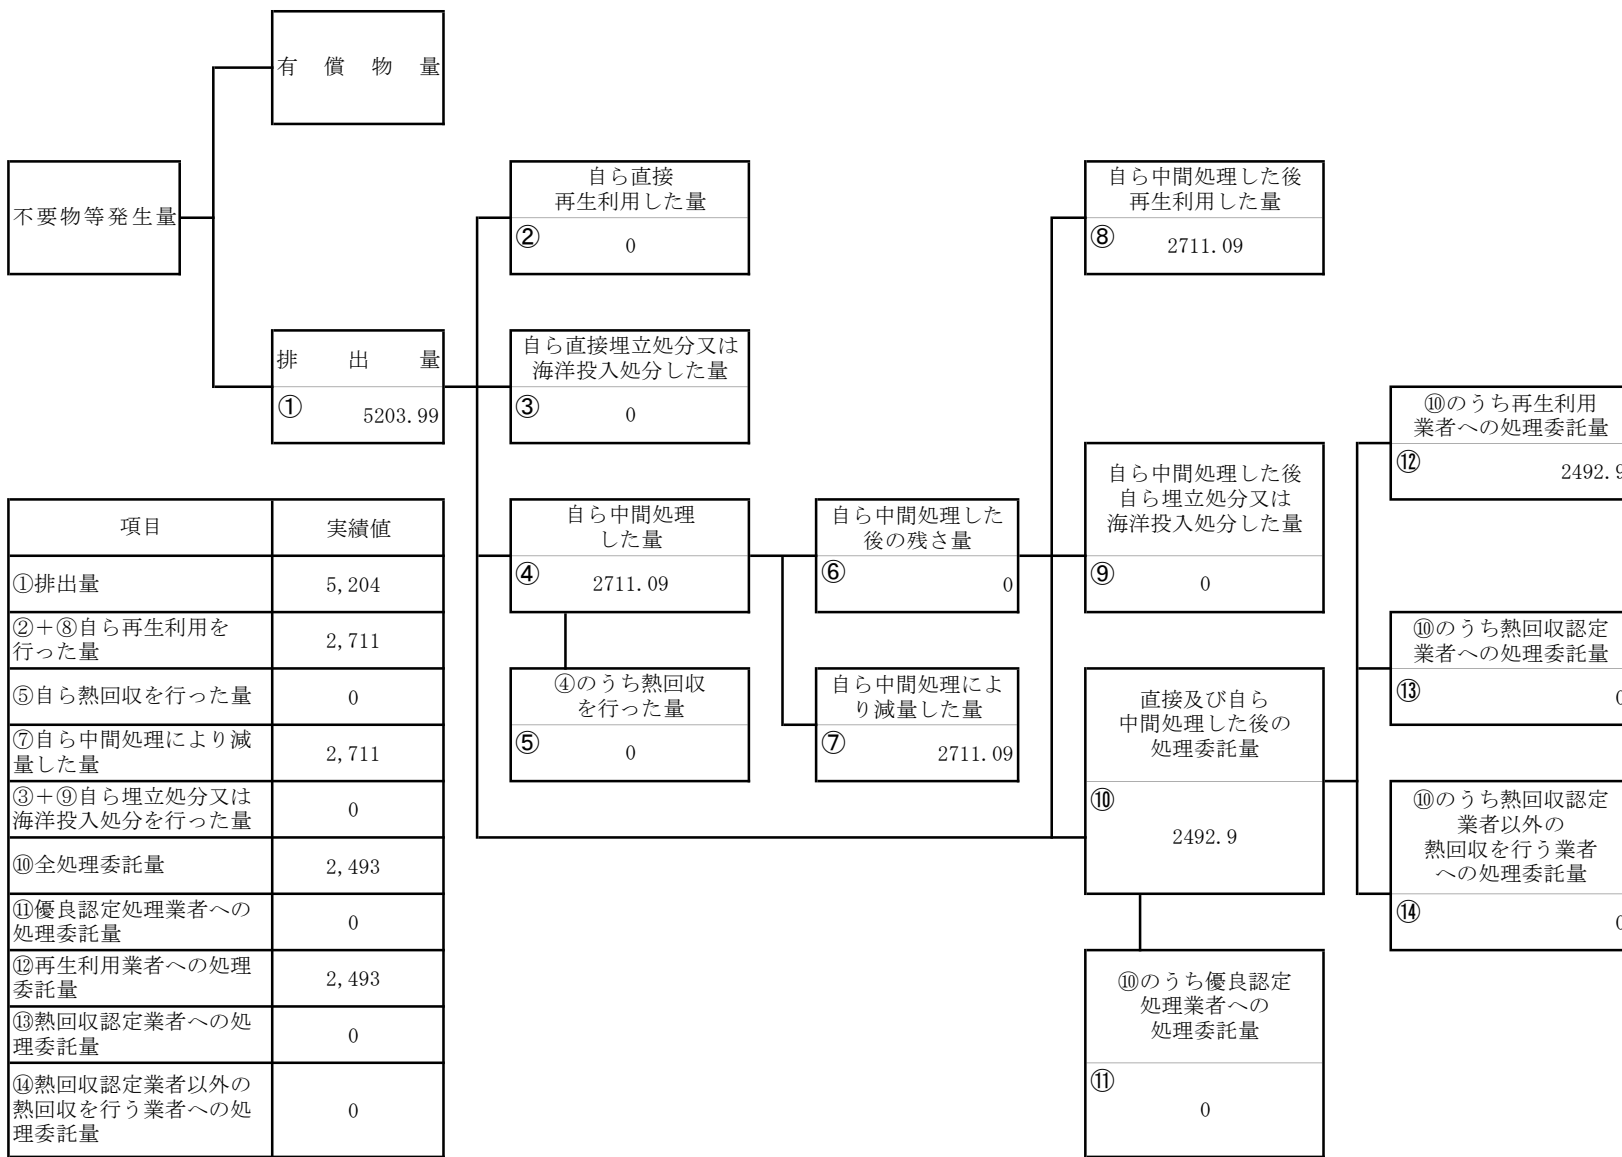 有償物量
不要物等発生量
排出量
①
5203.99
自ら直接
再生利用した量
②
0
自ら直接埋立処分又は
海洋投入処分した量
③
0
自ら中間処理
した量
④
2711.09
④のうち熱回収
を行った量
⑤
0
自ら中間処理した
後の残さ量
⑥
0
自ら中間処理によ
り減量した量
⑦
2711.09
自ら中間処理した後
再生利用した量
⑧
2711.09
自ら中間処理した後
自ら埋立処分又は
海洋投入処分した量
⑨
0
直接及び自ら
中間処理した後の
処理委託量
⑩
2492.9
⑩のうち優良認定
処理業者への
処理委託量
⑪
0
⑩のうち再生利用
業者への処理委託量
⑫
2492.9
⑩のうち熱回収認定
業者への処理委託量
⑬
0
⑩のうち熱回収認定
業者以外の
熱回収を行う業者
への処理委託量
⑭
0
項目 実績値
①排出量 5,204
②＋⑧自ら再生利用を
行った量 2,711
⑤自ら熱回収を行った量 0
⑦自ら中間処理により減
量した量 2,711
③＋⑨自ら埋立処分又は
海洋投入処分を行った量 0
⑩全処理委託量 2,493
⑪優良認定処理業者への
処理委託量 0
⑫再生利用業者への処理
委託量 2,493
⑬熱回収認定業者への処
理委託量 0
⑭熱回収認定業者以外の
熱回収を行う業者への処
理委託量 0